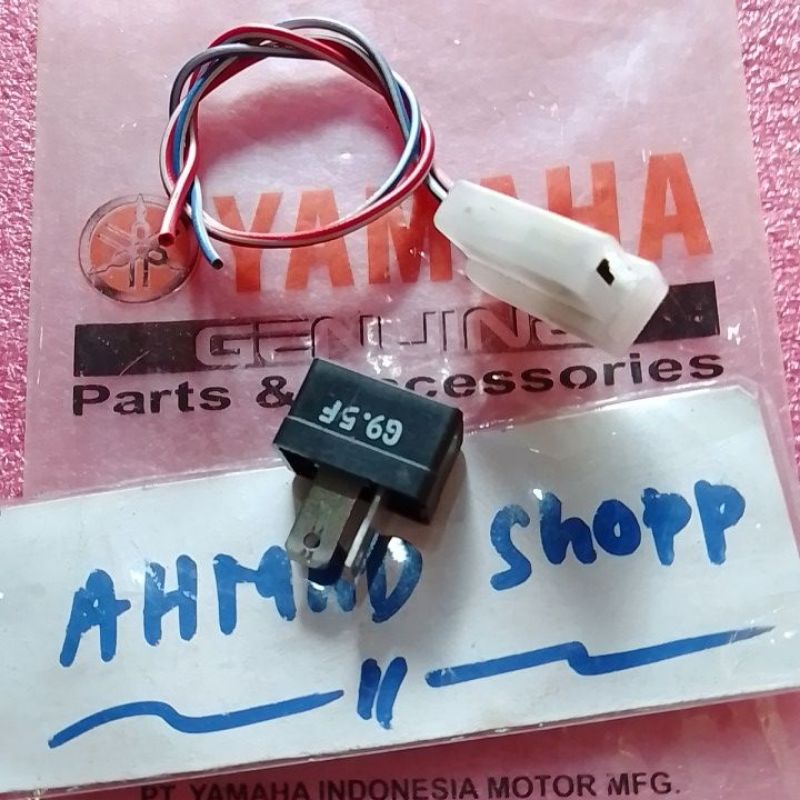 YAMAHA
GENUINE
Parts & Accessories
G9.5F
AHMAD Shopp
PT. YAMAHA INDONESIA MOTOR MFG.